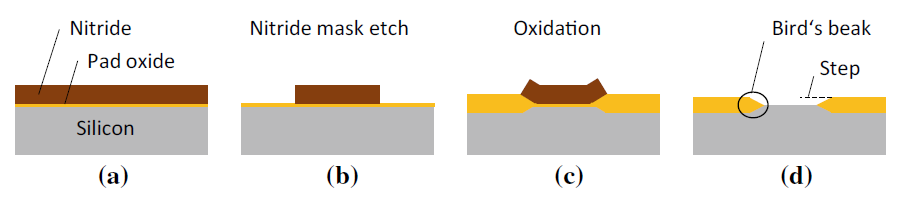 Nitride
Pad oxide
Silicon
(a)
Nitride mask etch
(b)
Oxidation
(c)
Bird‘s beak
Step
(d)